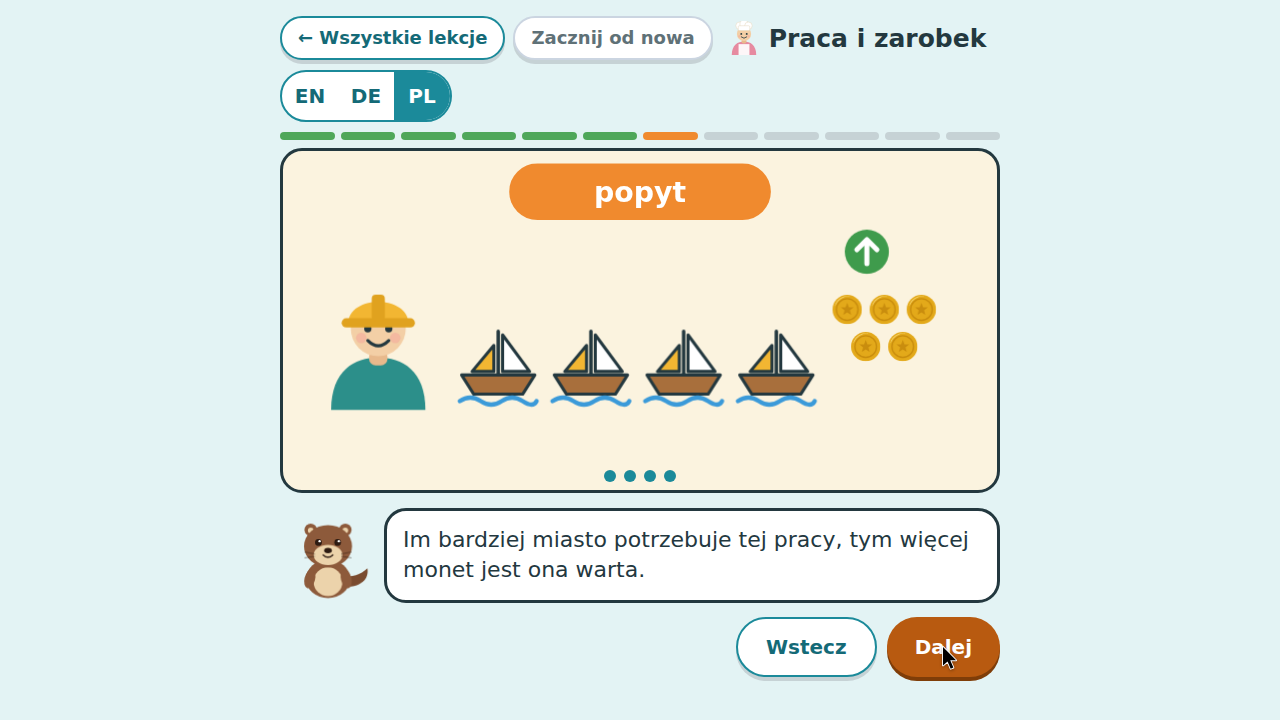 ← Wszystkie lekcje
Zacznij od nowa
Praca i zarobek
EN DE PL
popyt
Im bardziej miasto potrzebuje tej pracy, tym więcej
monet jest ona warta.
Wstecz
Dalej